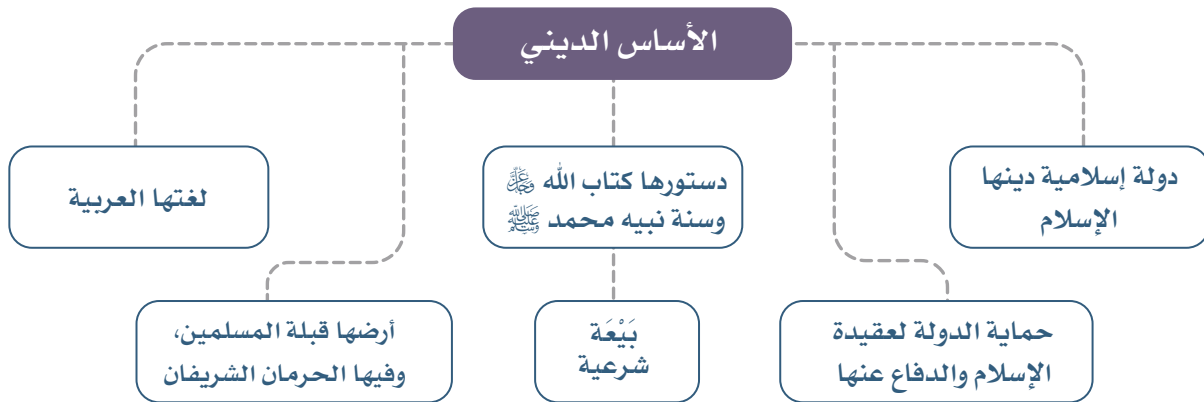 الأساس الديني
دولة إسلامية دينها
الإسلام
دستورها كتاب الله ﷻ
وسنة نبيه محمد ﷺ
لغتها العربية
حماية الدولة لعقيدة
الإسلام والدفاع عنها
بَيْعَة
شرعية
أرضها قبلة المسلمين،
وفيها الحرمان الشريفان